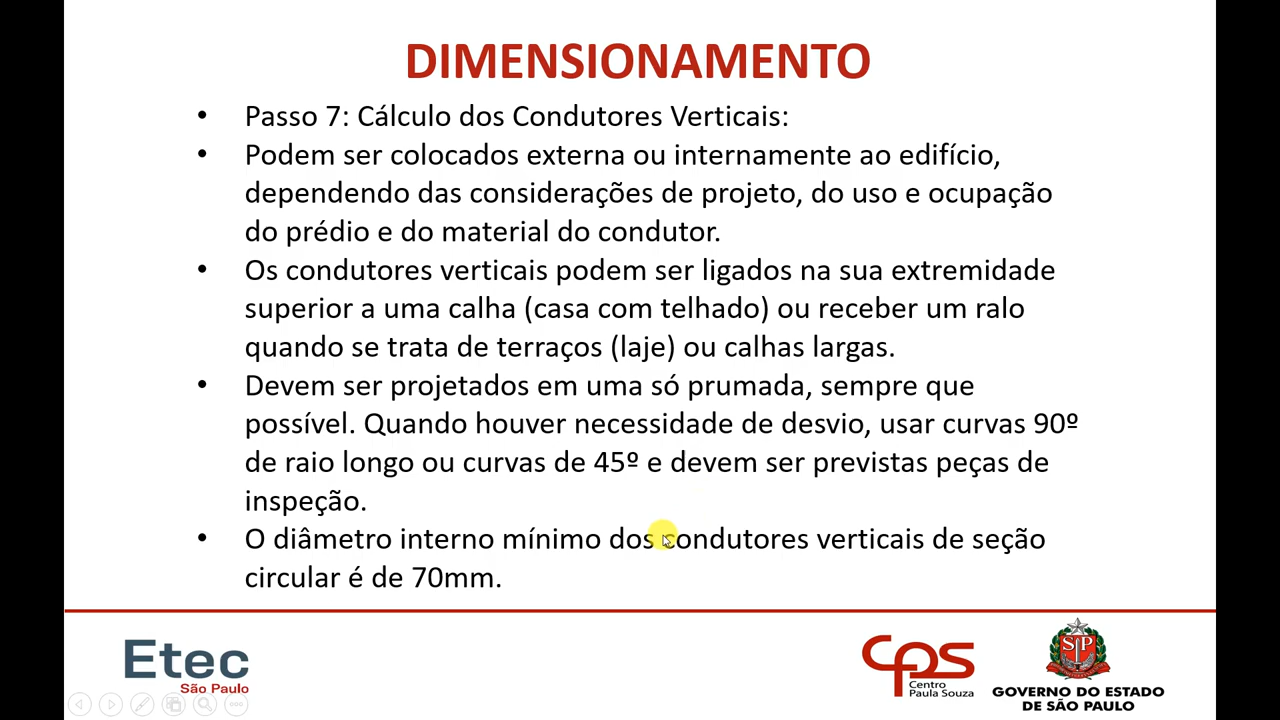 DIMENSIONAMENTO
• Passo 7: Cálculo dos Condutores Verticais:
• Podem ser colocados externa ou internamente ao edifício,
dependendo das considerações de projeto, do uso e ocupação
do prédio e do material do condutor.
• Os condutores verticais podem ser ligados na sua extremidade
superior a uma calha (casa com telhado) ou receber um ralo
quando se trata de terraços (laje) ou calhas largas.
• Devem ser projetados em uma só prumada, sempre que
possível. Quando houver necessidade de desvio, usar curvas 90º
de raio longo ou curvas de 45º e devem ser previstas peças de
inspeção.
• O diâmetro interno mínimo dos condutores verticais de seção
circular é de 70mm.
Etec
São Paulo
CPS
Centro
Paula Souza
SP
GOVERNO DO ESTADO
DE SÃO PAULO